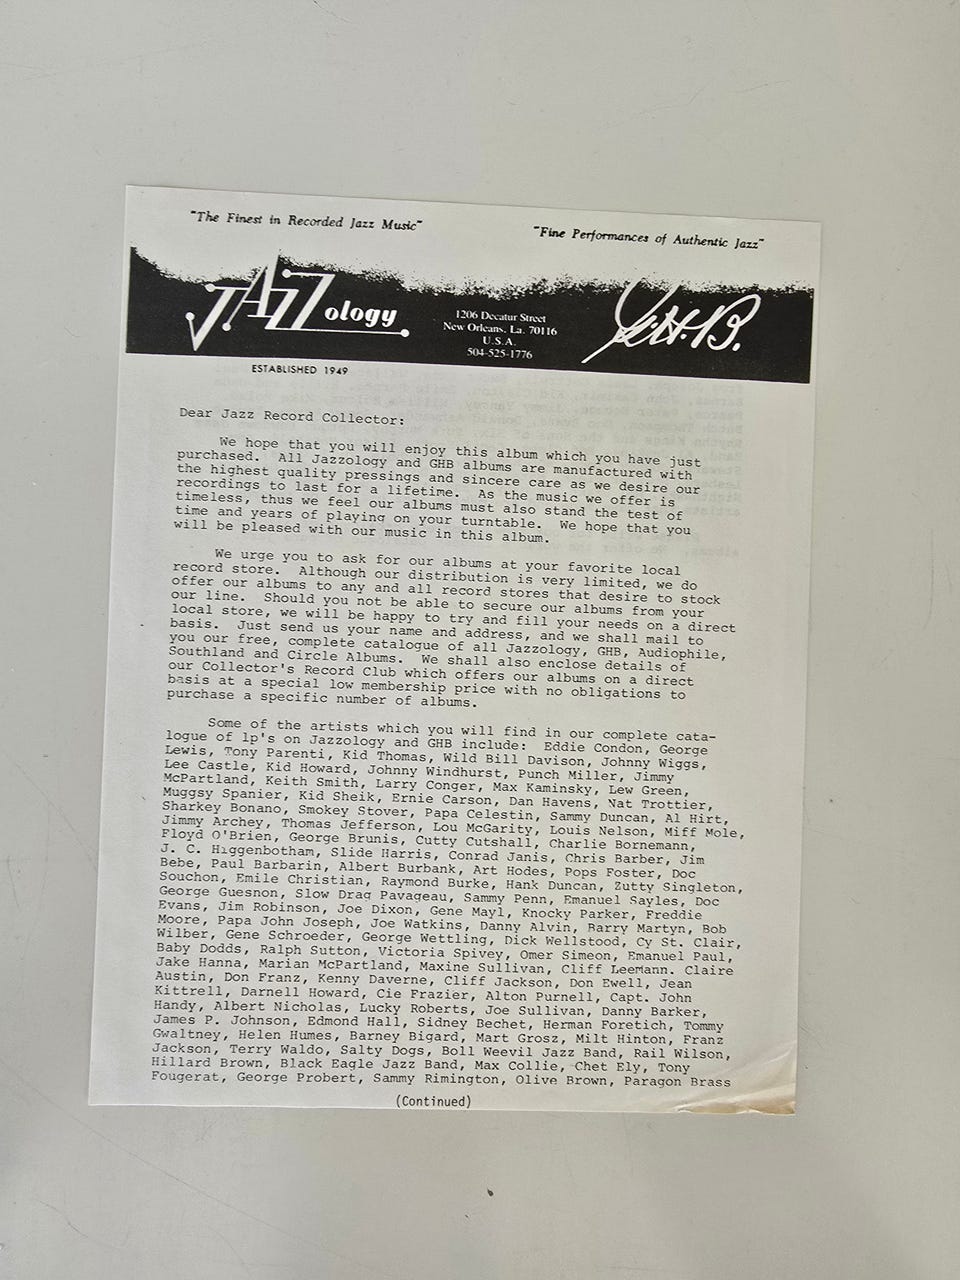 "The Finest in Recorded Jazz Music"
"Fine Performances of Authentic Jazz"
JAZZology
1206 Decatur Street
New Orleans, La. 70116
U.S.A.
504-525-1776
G.H.B.
ESTABLISHED 1949
Dear Jazz Record Collector:
We hope that you will enjoy this album which you have just
purchased. All Jazzology and GHB albums are manufactured with
the highest quality pressings and sincere care as we desire our
recordings to last for a lifetime. As the music we offer is
timeless, thus we feel our albums must also stand the test of
time and years of playing on your turntable. We hope that you
will be pleased with our music in this album.
We urge you to ask for our albums at your favorite local
record store. Although our distribution is very limited, we do
offer our albums to any and all record stores that desire to stock
our line. Should you not be able to secure our albums from your
local store, we will be happy to try and fill your needs on a direct
basis. Just send us your name and address, and we shall mail to
you our free, complete catalogue of all Jazzology, GHB, Audiophile,
Southland and Circle Albums. We shall also enclose details of
our Collector's Record Club which offers our albums on a direct
basis at a special low membership price with no obligations to
purchase a specific number of albums.
Some of the artists which you will find in our complete cata-
logue of lp's on Jazzology and GHB include: Eddie Condon, George
Lewis, Tony Parenti, Kid Thomas, Wild Bill Davison, Johnny Wiggs,
Lee Castle, Kid Howard, Johnny Windhurst, Punch Miller, Jimmy
McPartland, Keith Smith, Larry Conger, Max Kaminsky, Lew Green,
Muggsy Spanier, Kid Sheik, Ernie Carson, Dan Havens, Nat Trottier,
Sharkey Bonano, Smokey Stover, Papa Celestin, Sammy Duncan, Al Hirt,
Jimmy Archey, Thomas Jefferson, Lou McGarity, Louis Nelson, Miff Mole,
Floyd O'Brien, George Brunis, Cutty Cutshall, Charlie Bornemann,
J. C. Higgenbotham, Slide Harris, Conrad Janis, Chris Barber, Jim
Bebe, Paul Barbarin, Albert Burbank, Art Hodes, Pops Foster, Doc
Souchon, Emile Christian, Raymond Burke, Hank Duncan, Zutty Singleton,
George Guesnon, Slow Drag Pavageau, Sammy Penn, Emanuel Sayles, Doc
Evans, Jim Robinson, Joe Dixon, Gene Mayl, Knocky Parker, Freddie
Moore, Papa John Joseph, Joe Watkins, Danny Alvin, Barry Martyn, Bob
Wilber, Gene Schroeder, George Wettling, Dick Wellstood, Cy St. Clair,
Baby Dodds, Ralph Sutton, Victoria Spivey, Omer Simeon, Emanuel Paul,
Jake Hanna, Marian McPartland, Maxine Sullivan, Cliff Leemann. Claire
Austin, Don Franz, Kenny Daverne, Cliff Jackson, Don Ewell, Jean
Kittrell, Darnell Howard, Cie Frazier, Alton Purnell, Capt. John
Handy, Albert Nicholas, Lucky Roberts, Joe Sullivan, Danny Barker,
James P. Johnson, Edmond Hall, Sidney Bechet, Herman Foretich, Tommy
Gwaltney, Helen Humes, Barney Bigard, Mart Grosz, Milt Hinton, Franz
Jackson, Terry Waldo, Salty Dogs, Boll Weevil Jazz Band, Rail Wilson,
Hillard Brown, Black Eagle Jazz Band, Max Collie, Chet Ely, Tony
Fougerat, George Probert, Sammy Rimington, Olive Brown, Paragon Brass
(Continued)